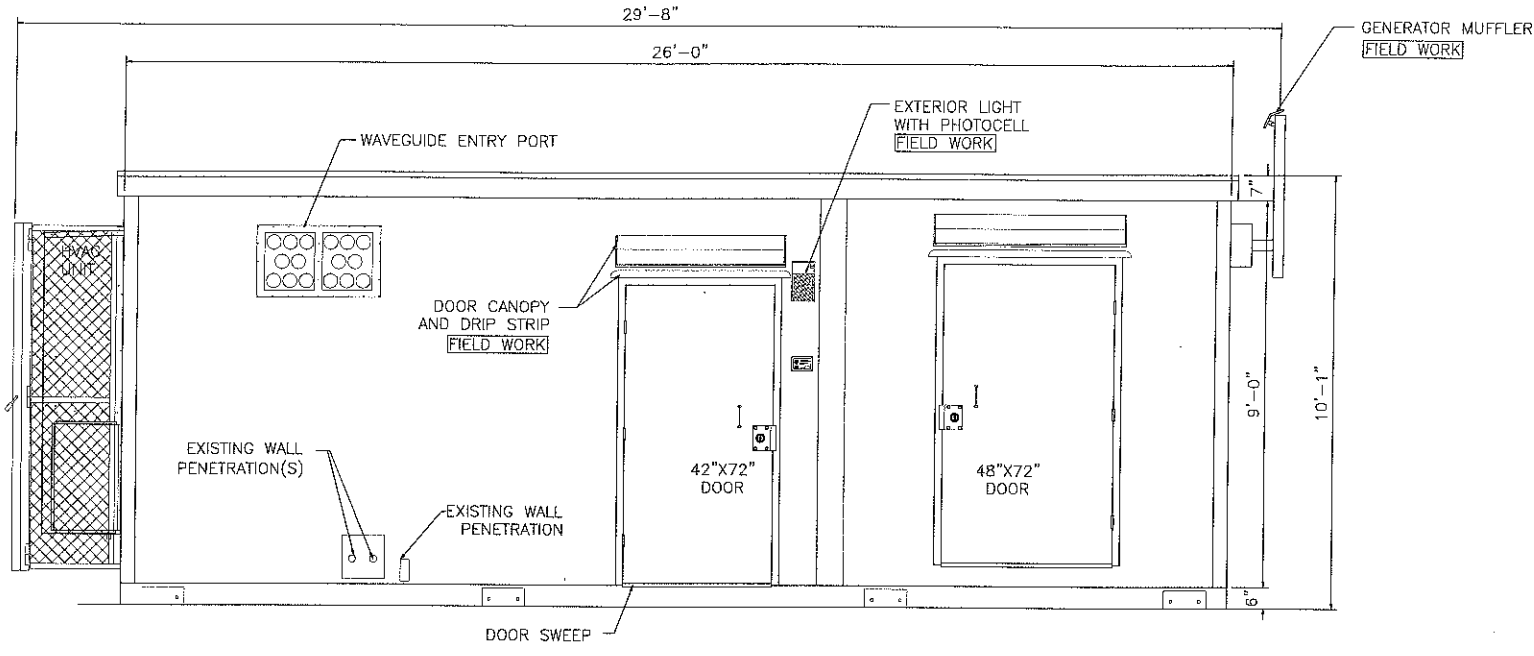 29'-8"
26'-0"
GENERATOR MUFFLER
FIELD WORK
EXTERIOR LIGHT
WITH PHOTOCELL
FIELD WORK
WAVEGUIDE ENTRY PORT
7"
HVAC
UNIT
DOOR CANOPY
AND DRIP STRIP
FIELD WORK
9'-0"
10'-1"
EXISTING WALL
PENETRATION(S)
42"X72"
DOOR
48"X72"
DOOR
EXISTING WALL
PENETRATION
6"
DOOR SWEEP